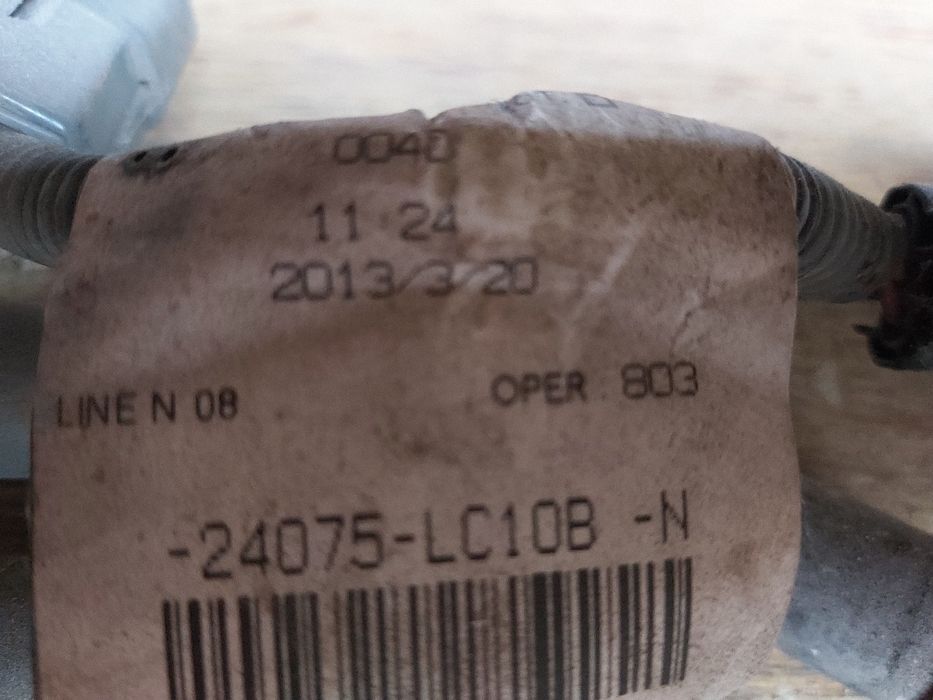 0040
11 24
2013/3/20
LINE N 08 OPER : 803
-24075-LC10B -N